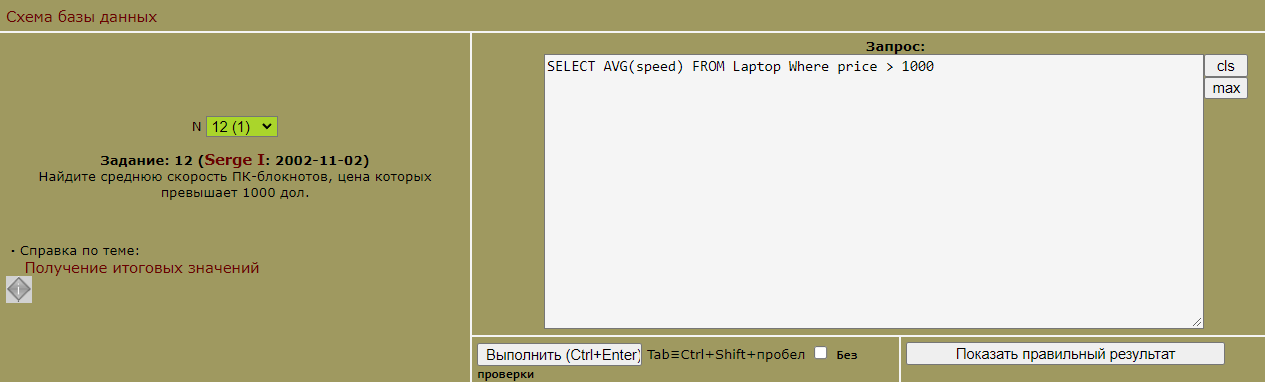 Схема базы данных
N 12 (1)
Задание: 12 (Serge I: 2002-11-02)
Найдите среднюю скорость ПК-блокнотов, цена которых
превышает 1000 дол.
· Справка по теме:
Получение итоговых значений
i
Запрос:
SELECT AVG(speed) FROM Laptop Where price > 1000
cls
max
Выполнить (Ctrl+Enter) Tab≡Ctrl+Shift+пробел Без
проверки
Показать правильный результат